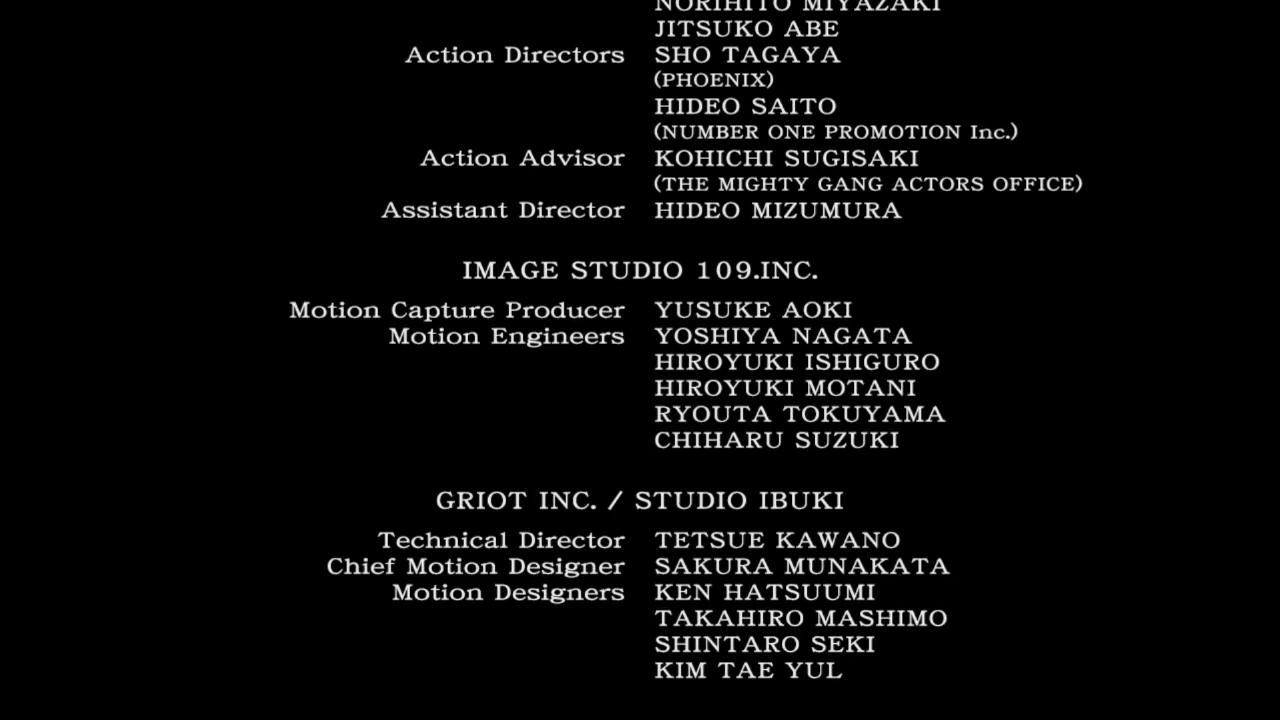 NORIHITO MIYAZAKI
JITSUKO ABE
Action Directors SHO TAGAYA
(PHOENIX)
HIDEO SAITO
(NUMBER ONE PROMOTION Inc.)
Action Advisor KOHICHI SUGISAKI
(THE MIGHTY GANG ACTORS OFFICE)
Assistant Director HIDEO MIZUMURA
IMAGE STUDIO 109.INC.
Motion Capture Producer YUSUKE AOKI
Motion Engineers YOSHIYA NAGATA
HIROYUKI ISHIGURO
HIROYUKI MOTANI
RYOUTA TOKUYAMA
CHIHARU SUZUKI
GRIOT INC. / STUDIO IBUKI
Technical Director TETSUE KAWANO
Chief Motion Designer SAKURA MUNAKATA
Motion Designers KEN HATSUUMI
TAKAHIRO MASHIMO
SHINTARO SEKI
KIM TAE YUL